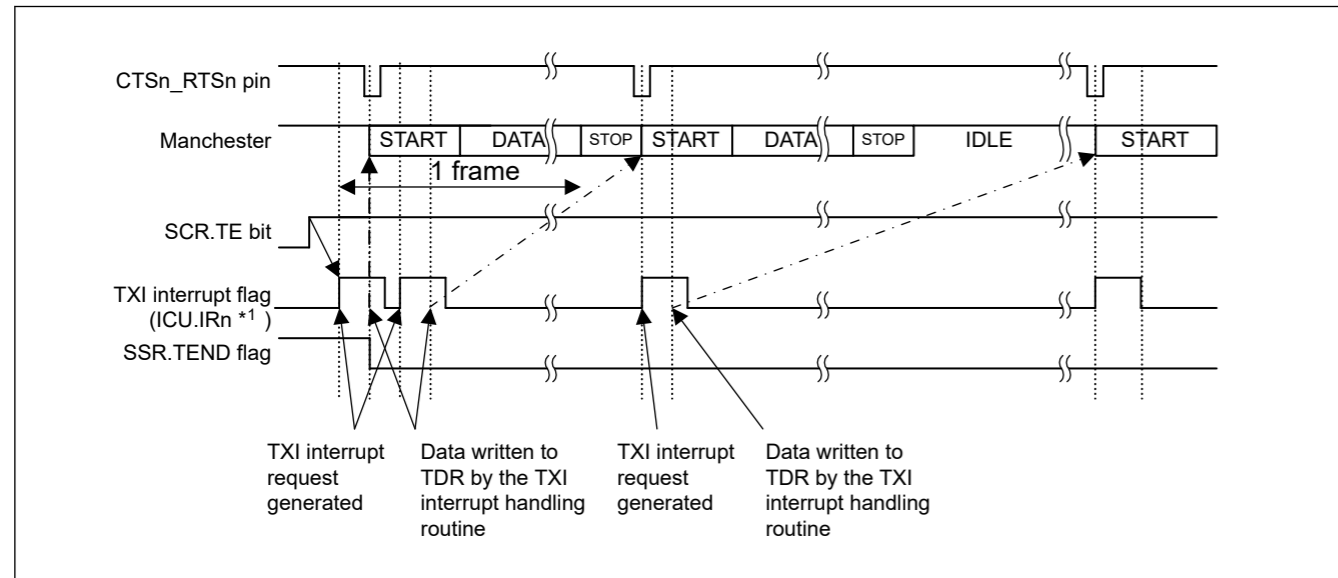 CTSn_RTSn pin
Manchester
START DATA STOP START DATA STOP IDLE START
1 frame
SCR.TE bit
TXI interrupt flag
(ICU.IRn *1 )
SSR.TEND flag
TXI interrupt
request
generated
Data written to
TDR by the TXI
interrupt handling
routine
TXI interrupt
request
generated
Data written to
TDR by the TXI
interrupt handling
routine